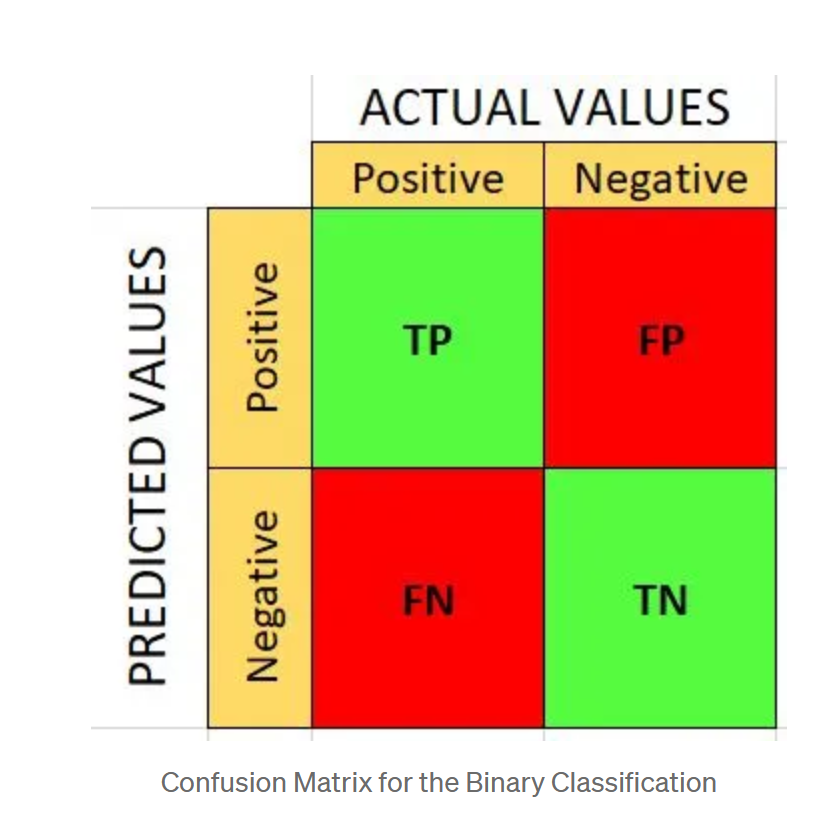 ACTUAL VALUES
Positive
Negative
PREDICTED VALUES
Positive
TP
FP
Negative
FN
TN
Confusion Matrix for the Binary Classification